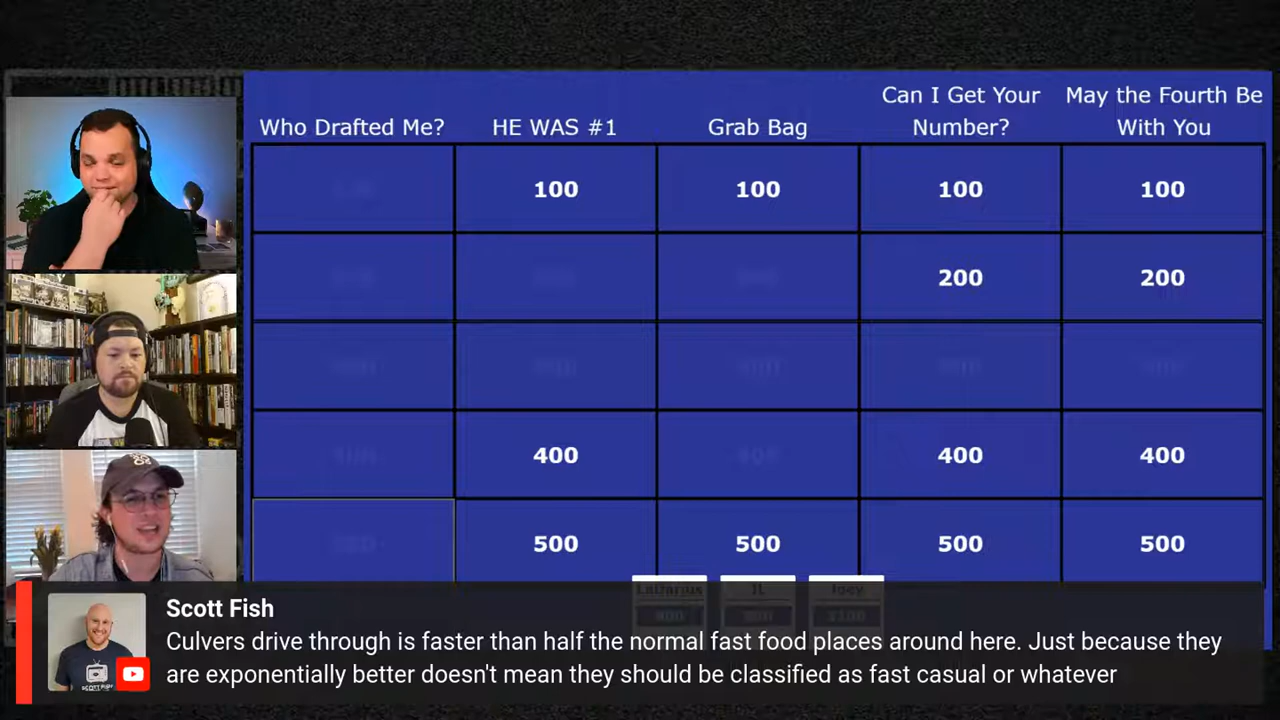 Can I Get Your May the Fourth Be
Who Drafted Me? HE WAS #1 Grab Bag Number? With You
100 100 100 100
200 200
400 400 400
500 500 500 500
Scott Fish
Culvers drive through is faster than half the normal fast food places around here. Just because they
are exponentially better doesn't mean they should be classified as fast casual or whatever